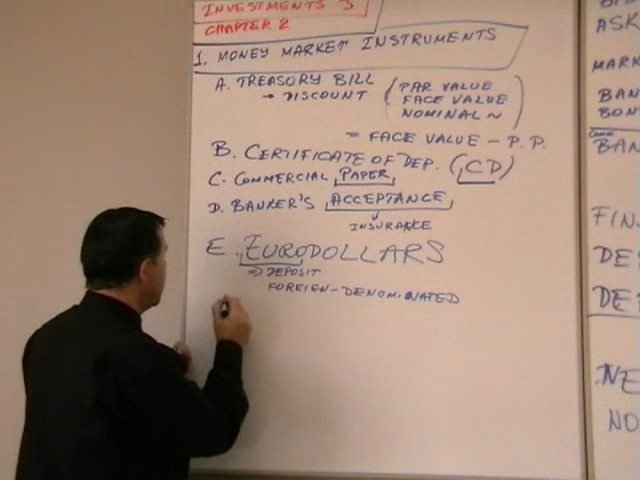 INVESTMENTS 3
CHAPTER 2
1. MONEY MARKET INSTRUMENTS
A. TREASURY BILL
→ DISCOUNT
( PAR VALUE
FACE VALUE
NOMINAL ~ )
= FACE VALUE - P.P.
B. CERTIFICATE OF DEP. (CD)
C. COMMERCIAL PAPER
D. BANKER'S ACCEPTANCE
INSURANCE
E. EURODOLLARS
⇒ DEPOSIT
FOREIGN-DENOMINATED
ASK
MARK
BAN
BON
BAN
FIN
DE
DE
NE
NO